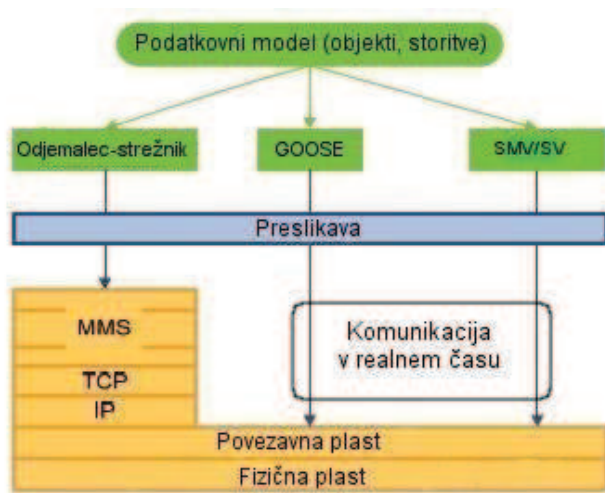 Podatkovni model (objekti, storitve)
Odjemalec-strežnik
GOOSE
SMV/SV
Preslikava
MMS
Komunikacija
v realnem času
TCP
IP
Povezavna plast
Fizična plast